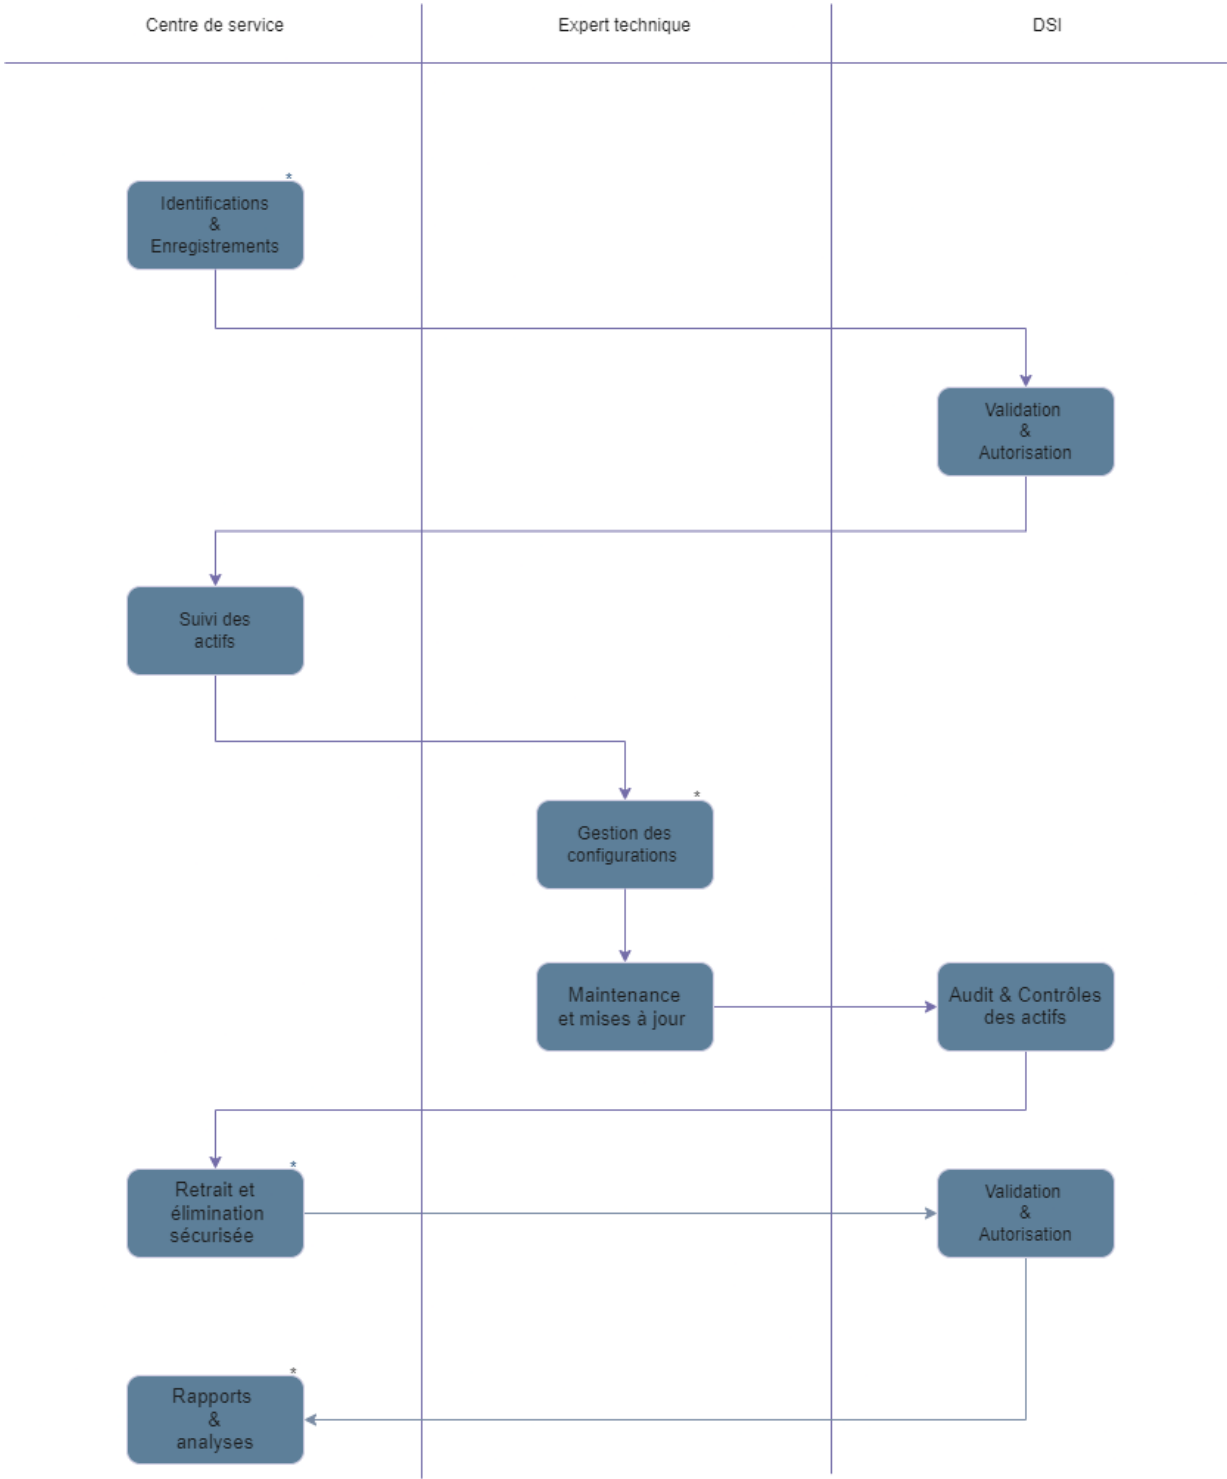 Centre de service
Expert technique
DSI
*
Identifications
&
Enregistrements
Validation
&
Autorisation
Suivi des
actifs
*
Gestion des
configurations
Maintenance
et mises à jour
Audit & Contrôles
des actifs
*
Retrait et
élimination
sécurisée
Validation
&
Autorisation
*
Rapports
&
analyses